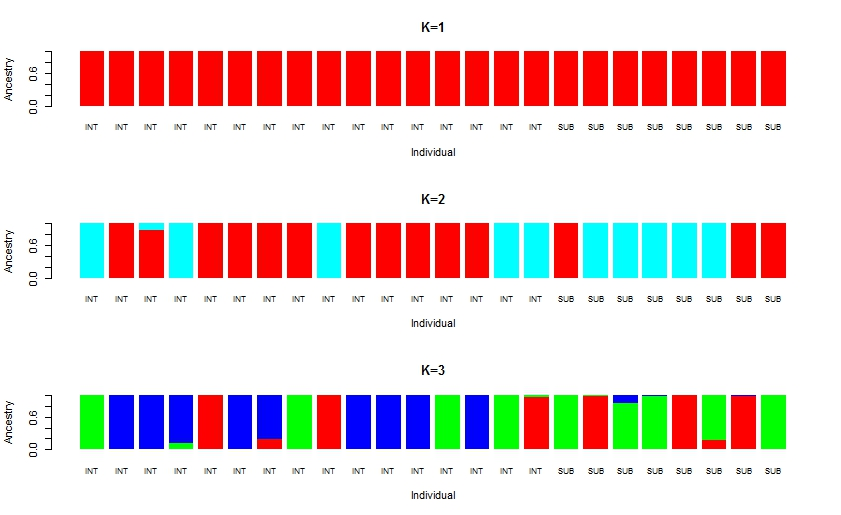 K=1
Ancestry
0.0 0.6
INT INT INT INT INT INT INT INT INT INT INT INT INT INT INT INT SUB SUB SUB SUB SUB SUB SUB SUB
Individual
K=2
Ancestry
0.0 0.6
INT INT INT INT INT INT INT INT INT INT INT INT INT INT INT INT SUB SUB SUB SUB SUB SUB SUB SUB
Individual
K=3
Ancestry
0.0 0.6
INT INT INT INT INT INT INT INT INT INT INT INT INT INT INT INT SUB SUB SUB SUB SUB SUB SUB SUB
Individual